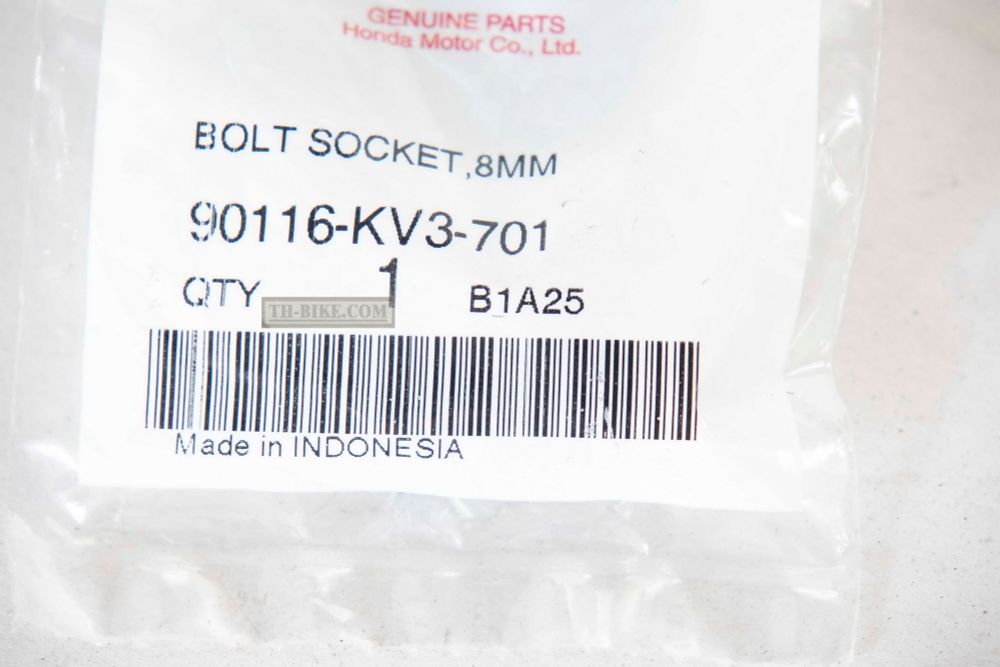 GENUINE PARTS
Honda Motor Co., Ltd.
BOLT SOCKET,8MM
90116-KV3-701
QTY 1 B1A25
TH-BIKE.COM
Made in INDONESIA